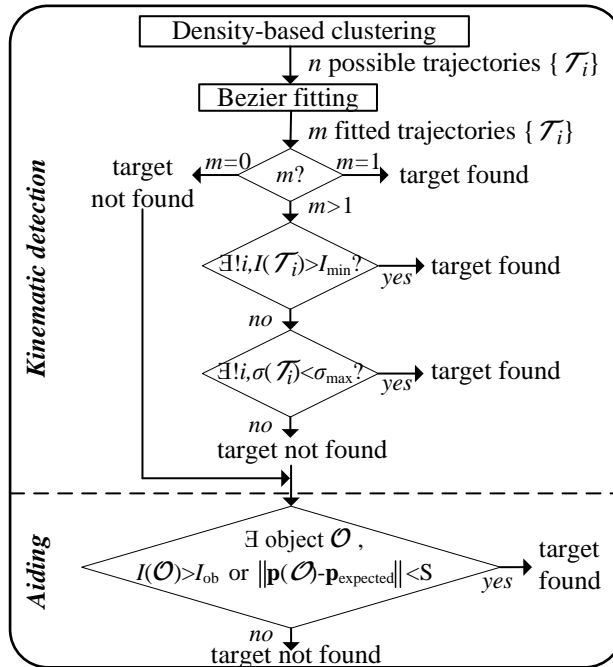 Density-based clustering
n possible trajectories {𝒯i}
Bezier fitting
m fitted trajectories {𝒯i}
m=0
m?
m=1
target
not found
target found
m>1
∃!i,I(𝒯i)>Imin?
yes
target found
no
∃!i,σ(𝒯i)<σmax?
yes
target found
no
target not found
Kinematic detection
∃ object 𝒪 ,
I(𝒪)>Iob or ||p(𝒪)-pexpected||<S
yes
target
found
no
target not found
Aiding